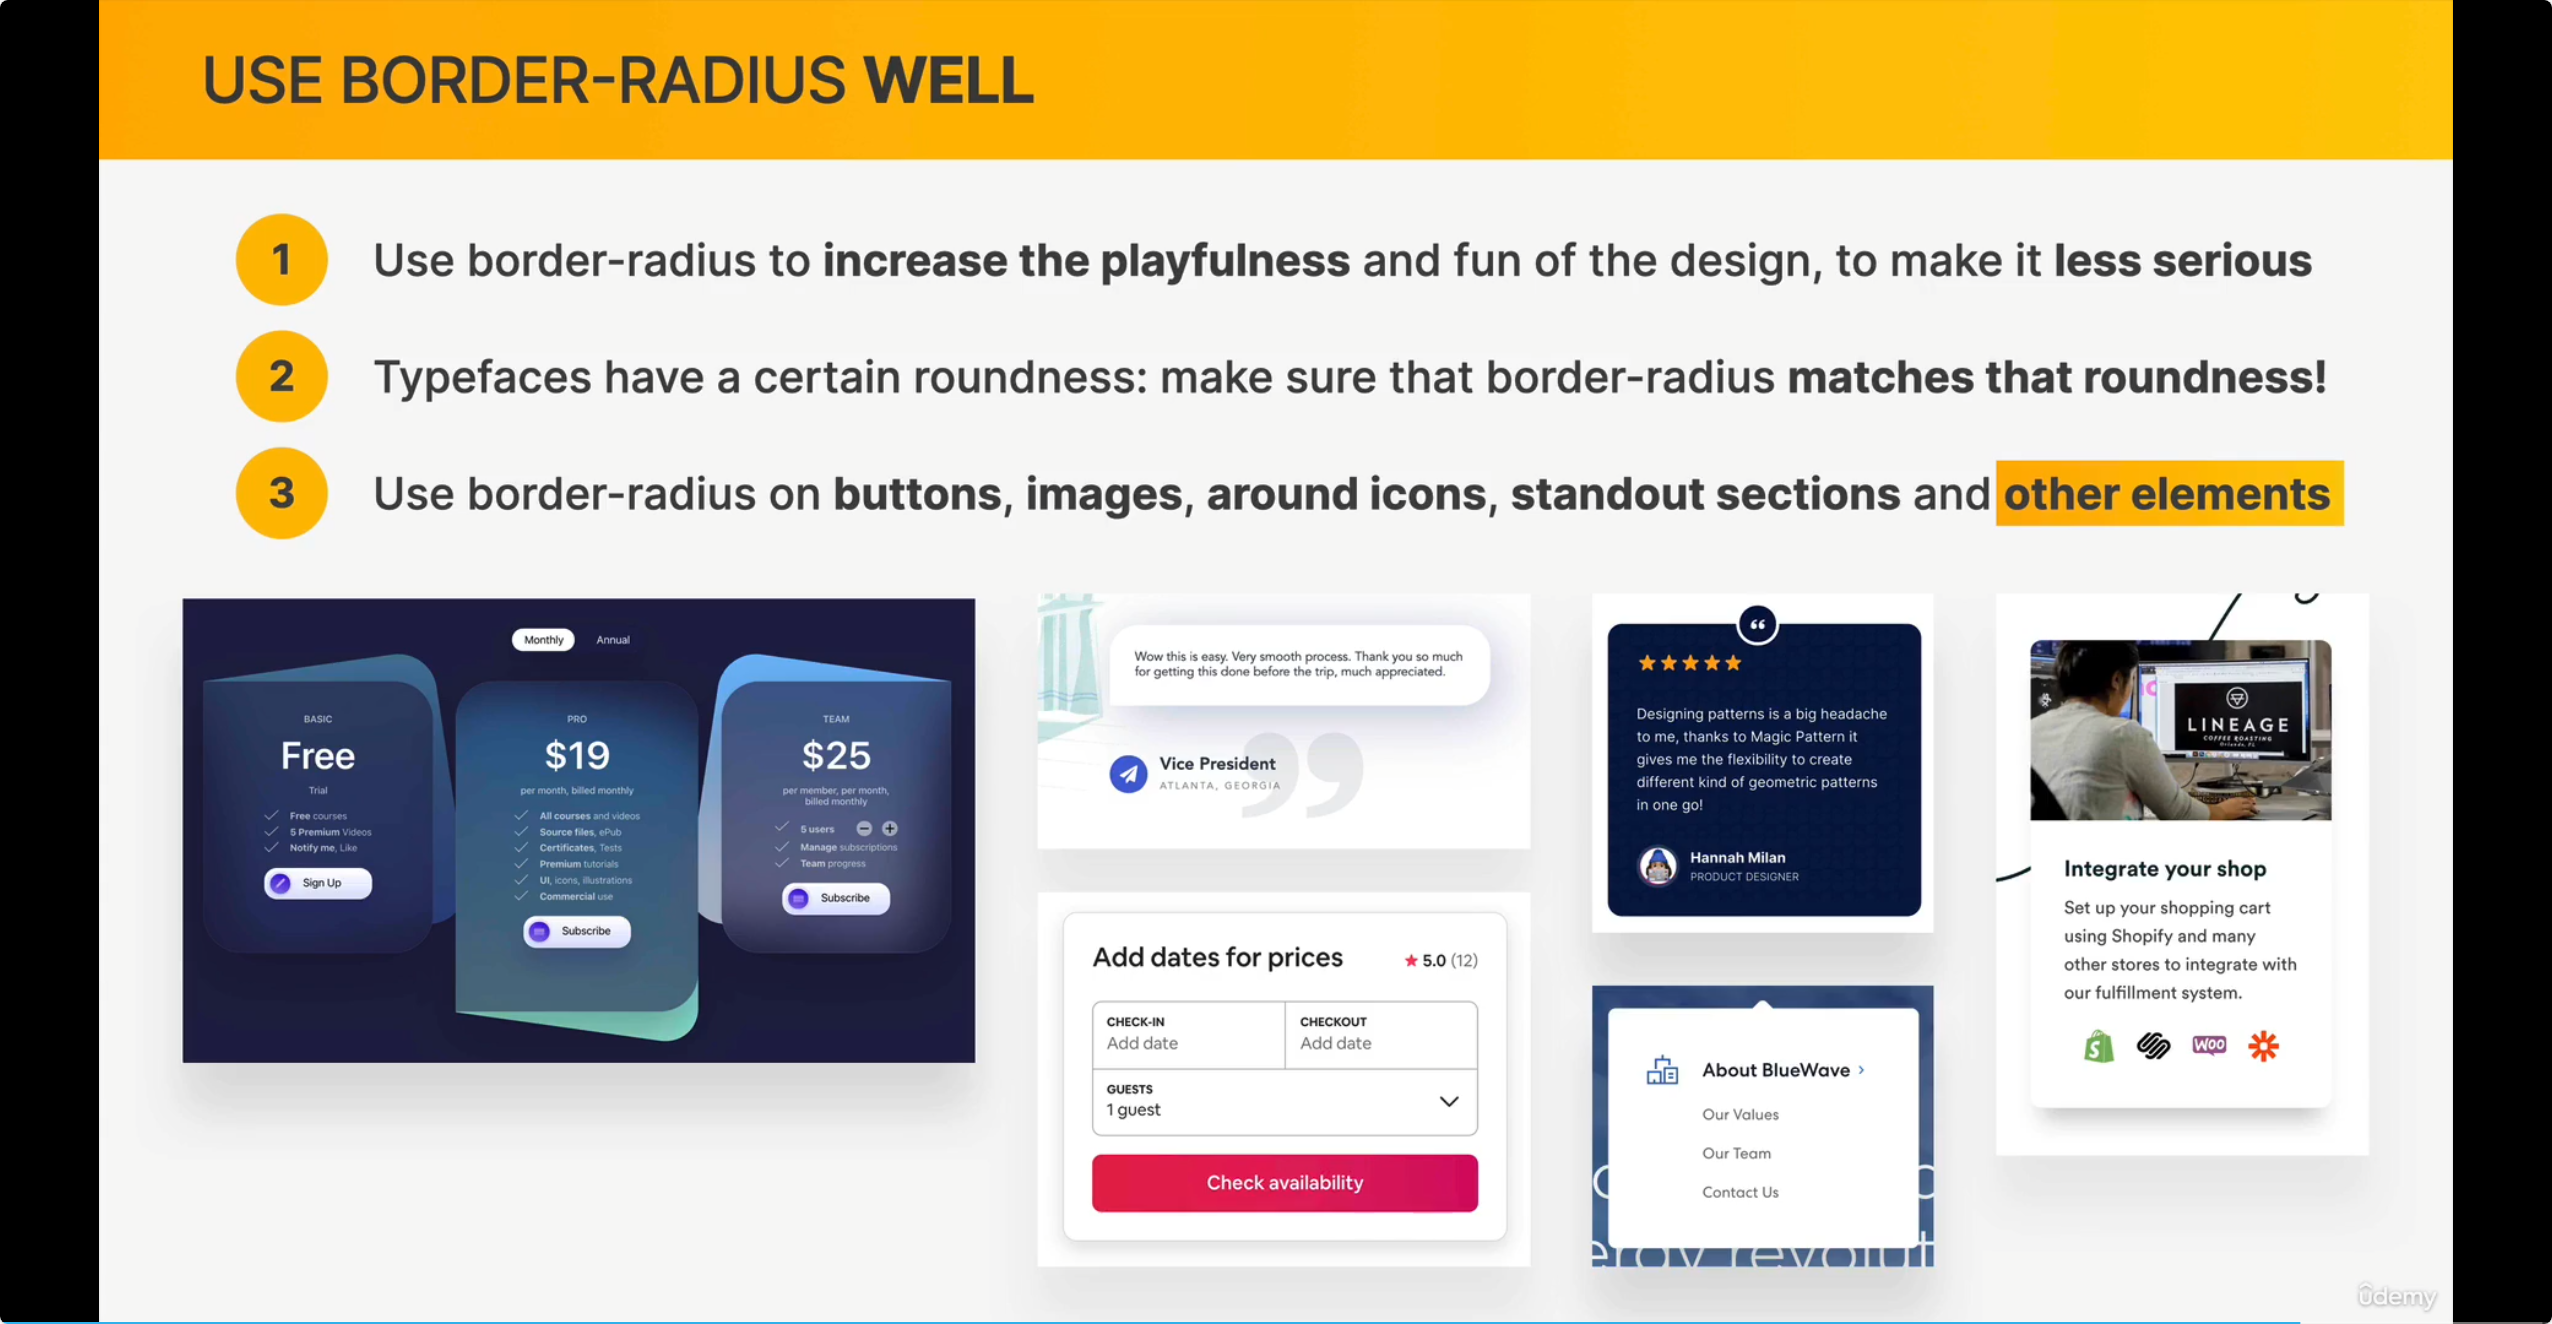 USE BORDER-RADIUS WELL
1
Use border-radius to increase the playfulness and fun of the design, to make it less serious
2
Typefaces have a certain roundness: make sure that border-radius matches that roundness!
3
Use border-radius on buttons, images, around icons, standout sections and other elements
Monthly Annual
BASIC
Free
Trial
Free courses
5 Premium Videos
Notify me, Like
Sign Up
PRO
$19
per month, billed monthly
All courses and videos
Source files, ePub
Certificates, Tests
Premium tutorials
UI, icons, illustrations
Commercial use
Subscribe
TEAM
$25
per member, per month,
billed monthly
5 users
Manage subscriptions
Team progress
Subscribe
Wow this is easy. Very smooth process. Thank you so much
for getting this done before the trip, much appreciated.
Vice President
ATLANTA, GEORGIA
Add dates for prices
5.0 (12)
CHECK-IN
Add date
CHECKOUT
Add date
GUESTS
1 guest
Check availability
Designing patterns is a big headache
to me, thanks to Magic Pattern it
gives me the flexibility to create
different kind of geometric patterns
in one go!
Hannah Milan
PRODUCT DESIGNER
About BlueWave
Our Values
Our Team
Contact Us
LINEAGE
COFFEE ROASTING
Orlando, FL
Integrate your shop
Set up your shopping cart
using Shopify and many
other stores to integrate with
our fulfillment system.
WOO
udemy